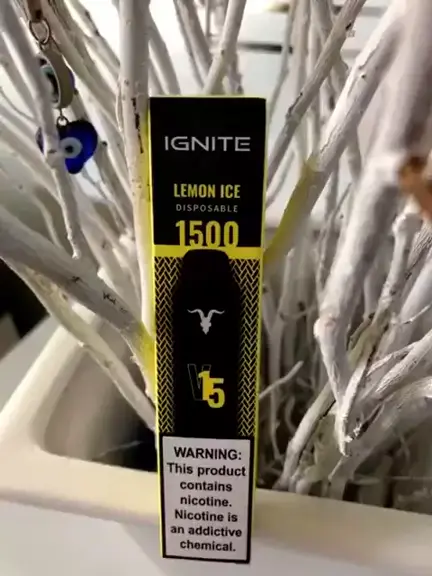 IGNITE
LEMON ICE
DISPOSABLE
1500
V15
WARNING:
This product
contains
nicotine.
Nicotine is
an addictive
chemical.